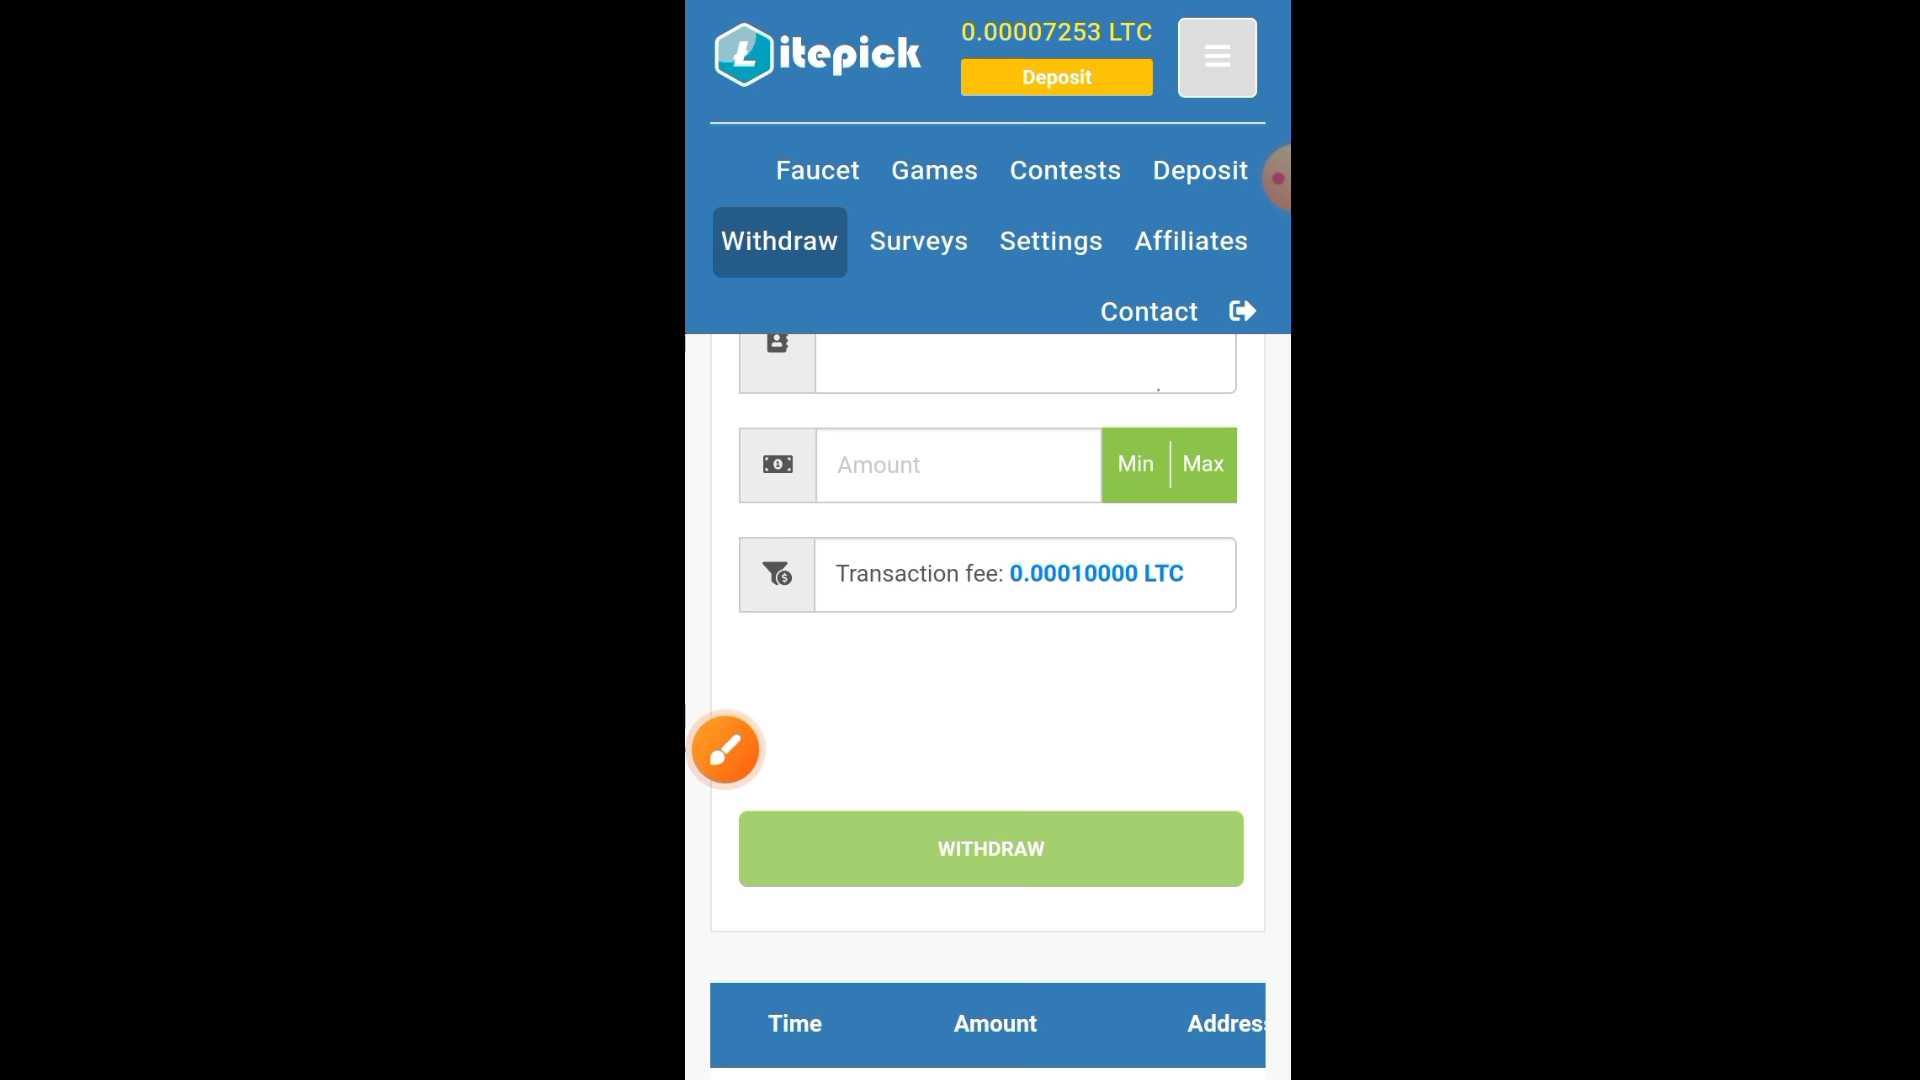 itepick
0.00007253 LTC
Deposit
Faucet Games Contests Deposit
Withdraw Surveys Settings Affiliates
Contact
Amount Min Max
Transaction fee: 0.00010000 LTC
WITHDRAW
Time Amount Addres